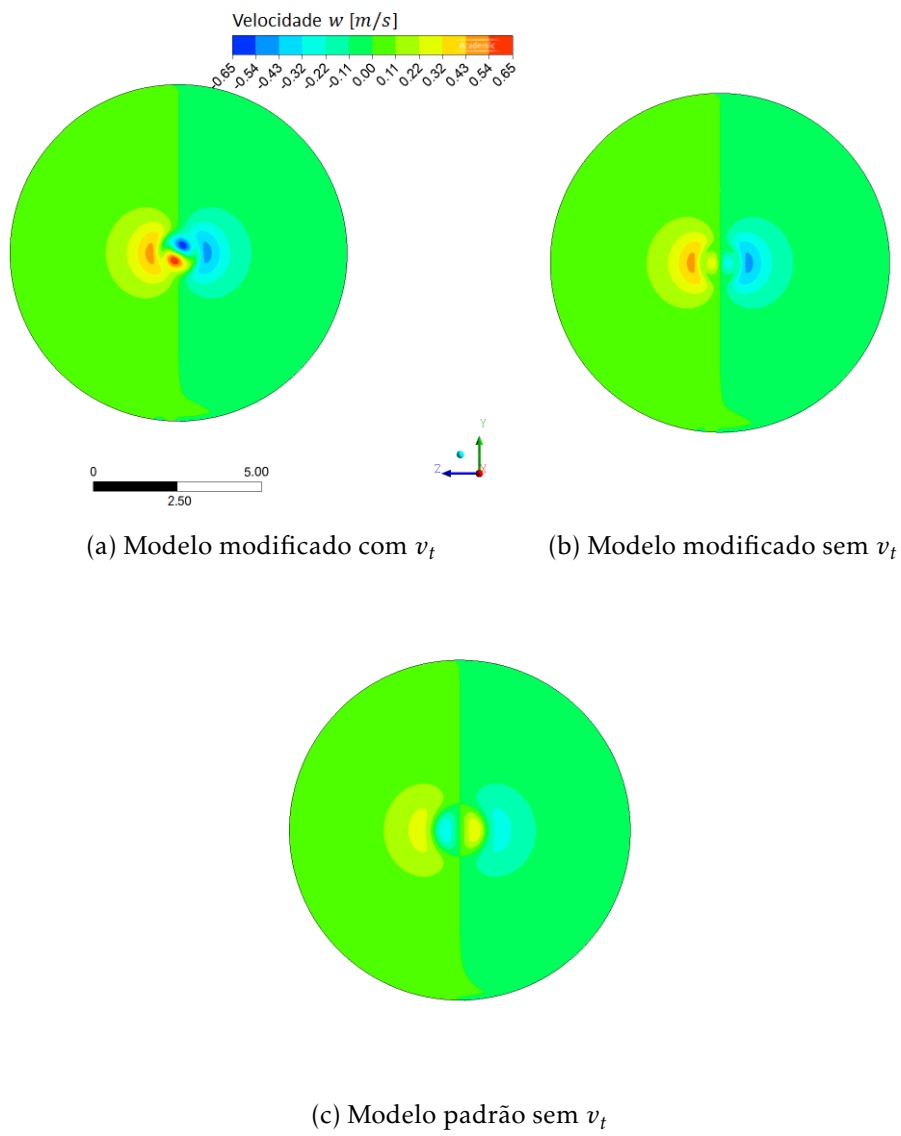 Velocidade w [m/s]
Academic
-0.65 -0.54 -0.43 -0.32 -0.22 -0.11 0.00 0.11 0.22 0.32 0.43 0.54 0.65
0 5.00
2.50
Y
Z X
(a) Modelo modificado com v_t
(b) Modelo modificado sem v_t
(c) Modelo padrão sem v_t